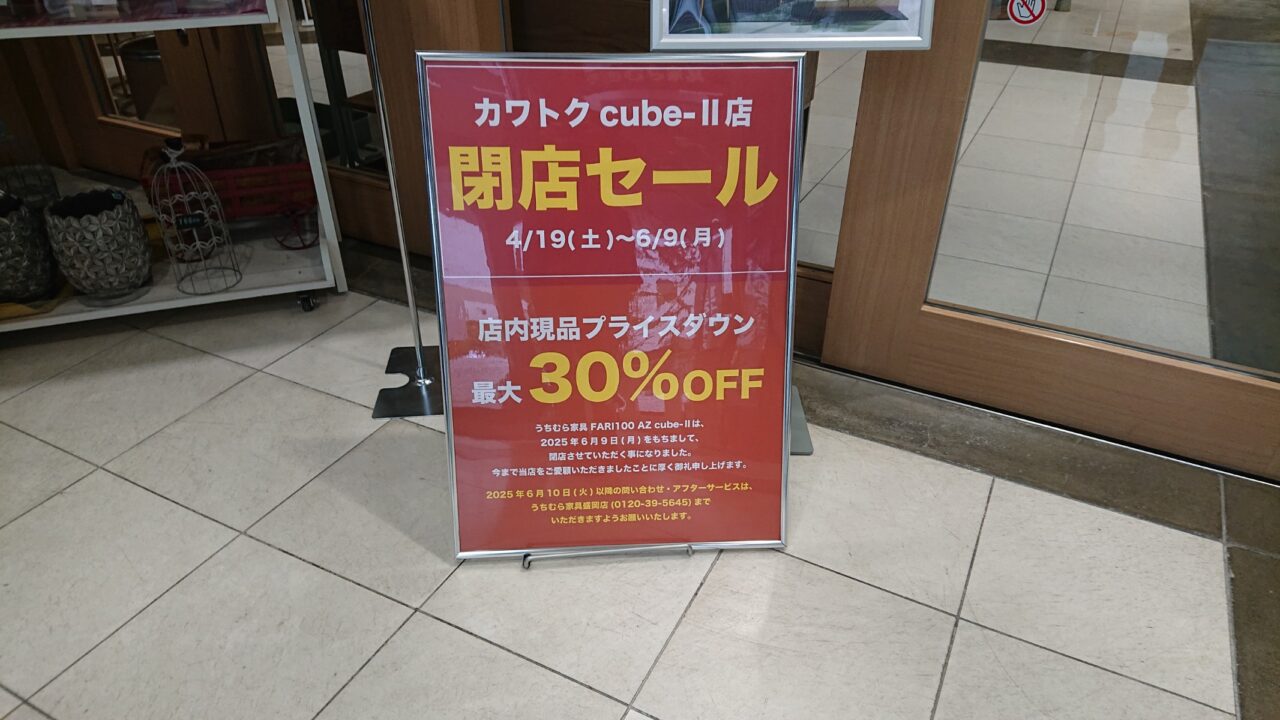 カワトク cube-Ⅱ店
閉店セール
4/19(土)～6/9(月)
店内現品プライスダウン
最大 30%OFF
うちむら家具 FARI100 AZ cube-Ⅱは、
2025年6月9日(月)をもちまして、
閉店させていただく事になりました。
今まで当店をご愛顧いただきましたことに厚く御礼申し上げます。
2025年6月10日(火)以降の問い合わせ・アフターサービスは、
うちむら家具盛岡店(0120-39-5645)まで
いただきますようお願いいたします。